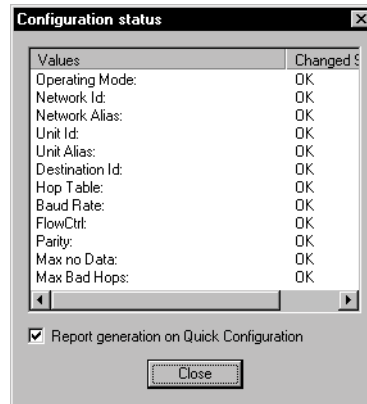 Configuration status
Values Changed S
Operating Mode: OK
Network Id: OK
Network Alias: OK
Unit Id: OK
Unit Alias: OK
Destination Id: OK
Hop Table: OK
Baud Rate: OK
FlowCtrl: OK
Parity: OK
Max no Data: OK
Max Bad Hops: OK
Report generation on Quick Configuration
Close